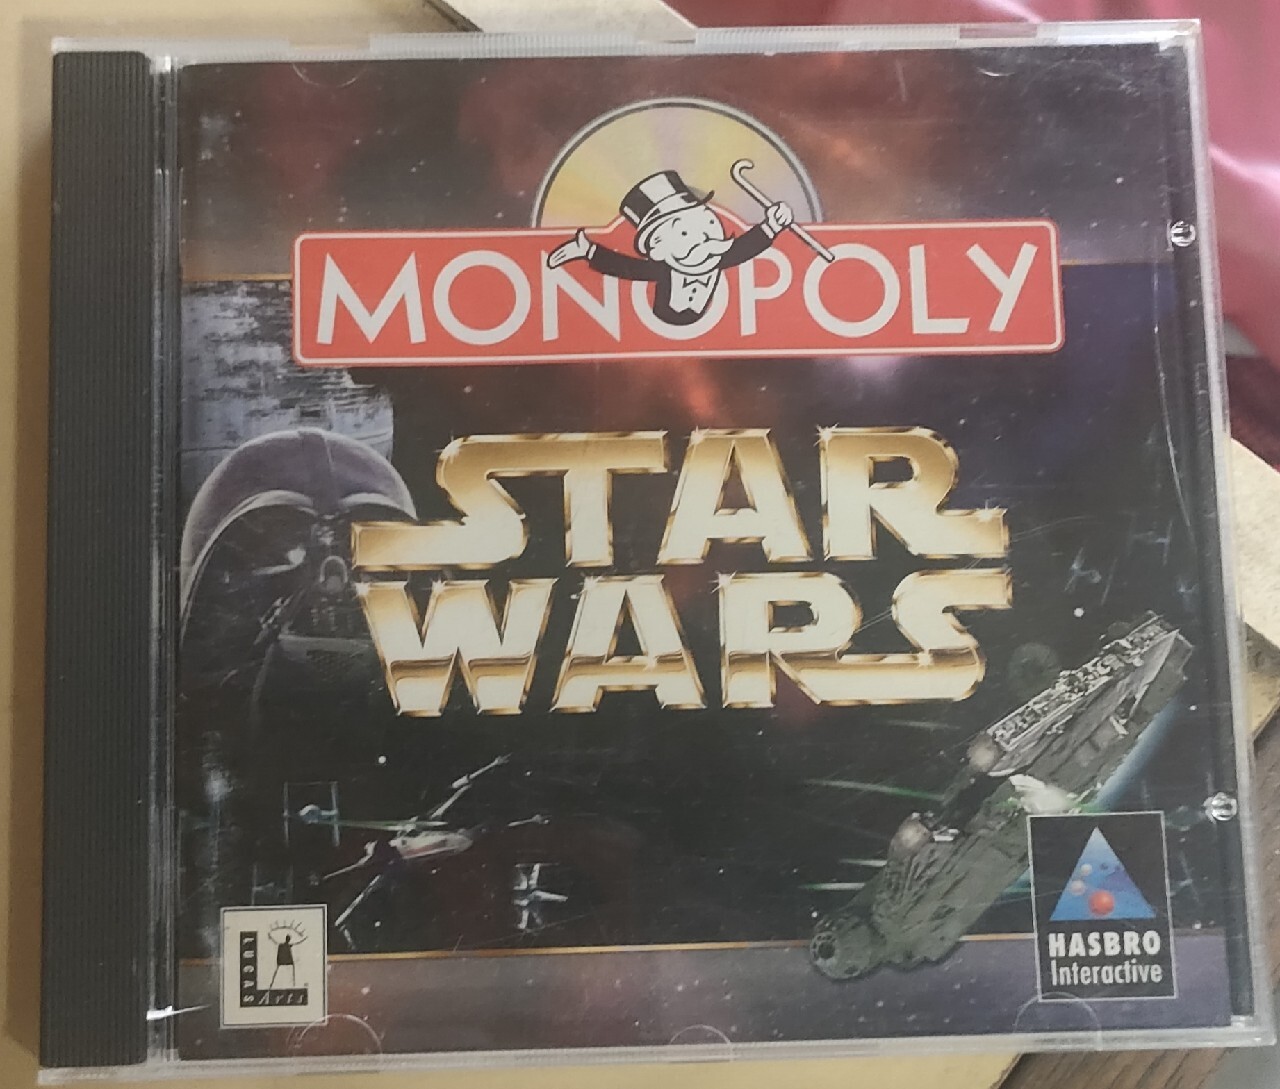 MONOPOLY
STAR
WARS
LUCAS
Arts
HASBRO
Interactive